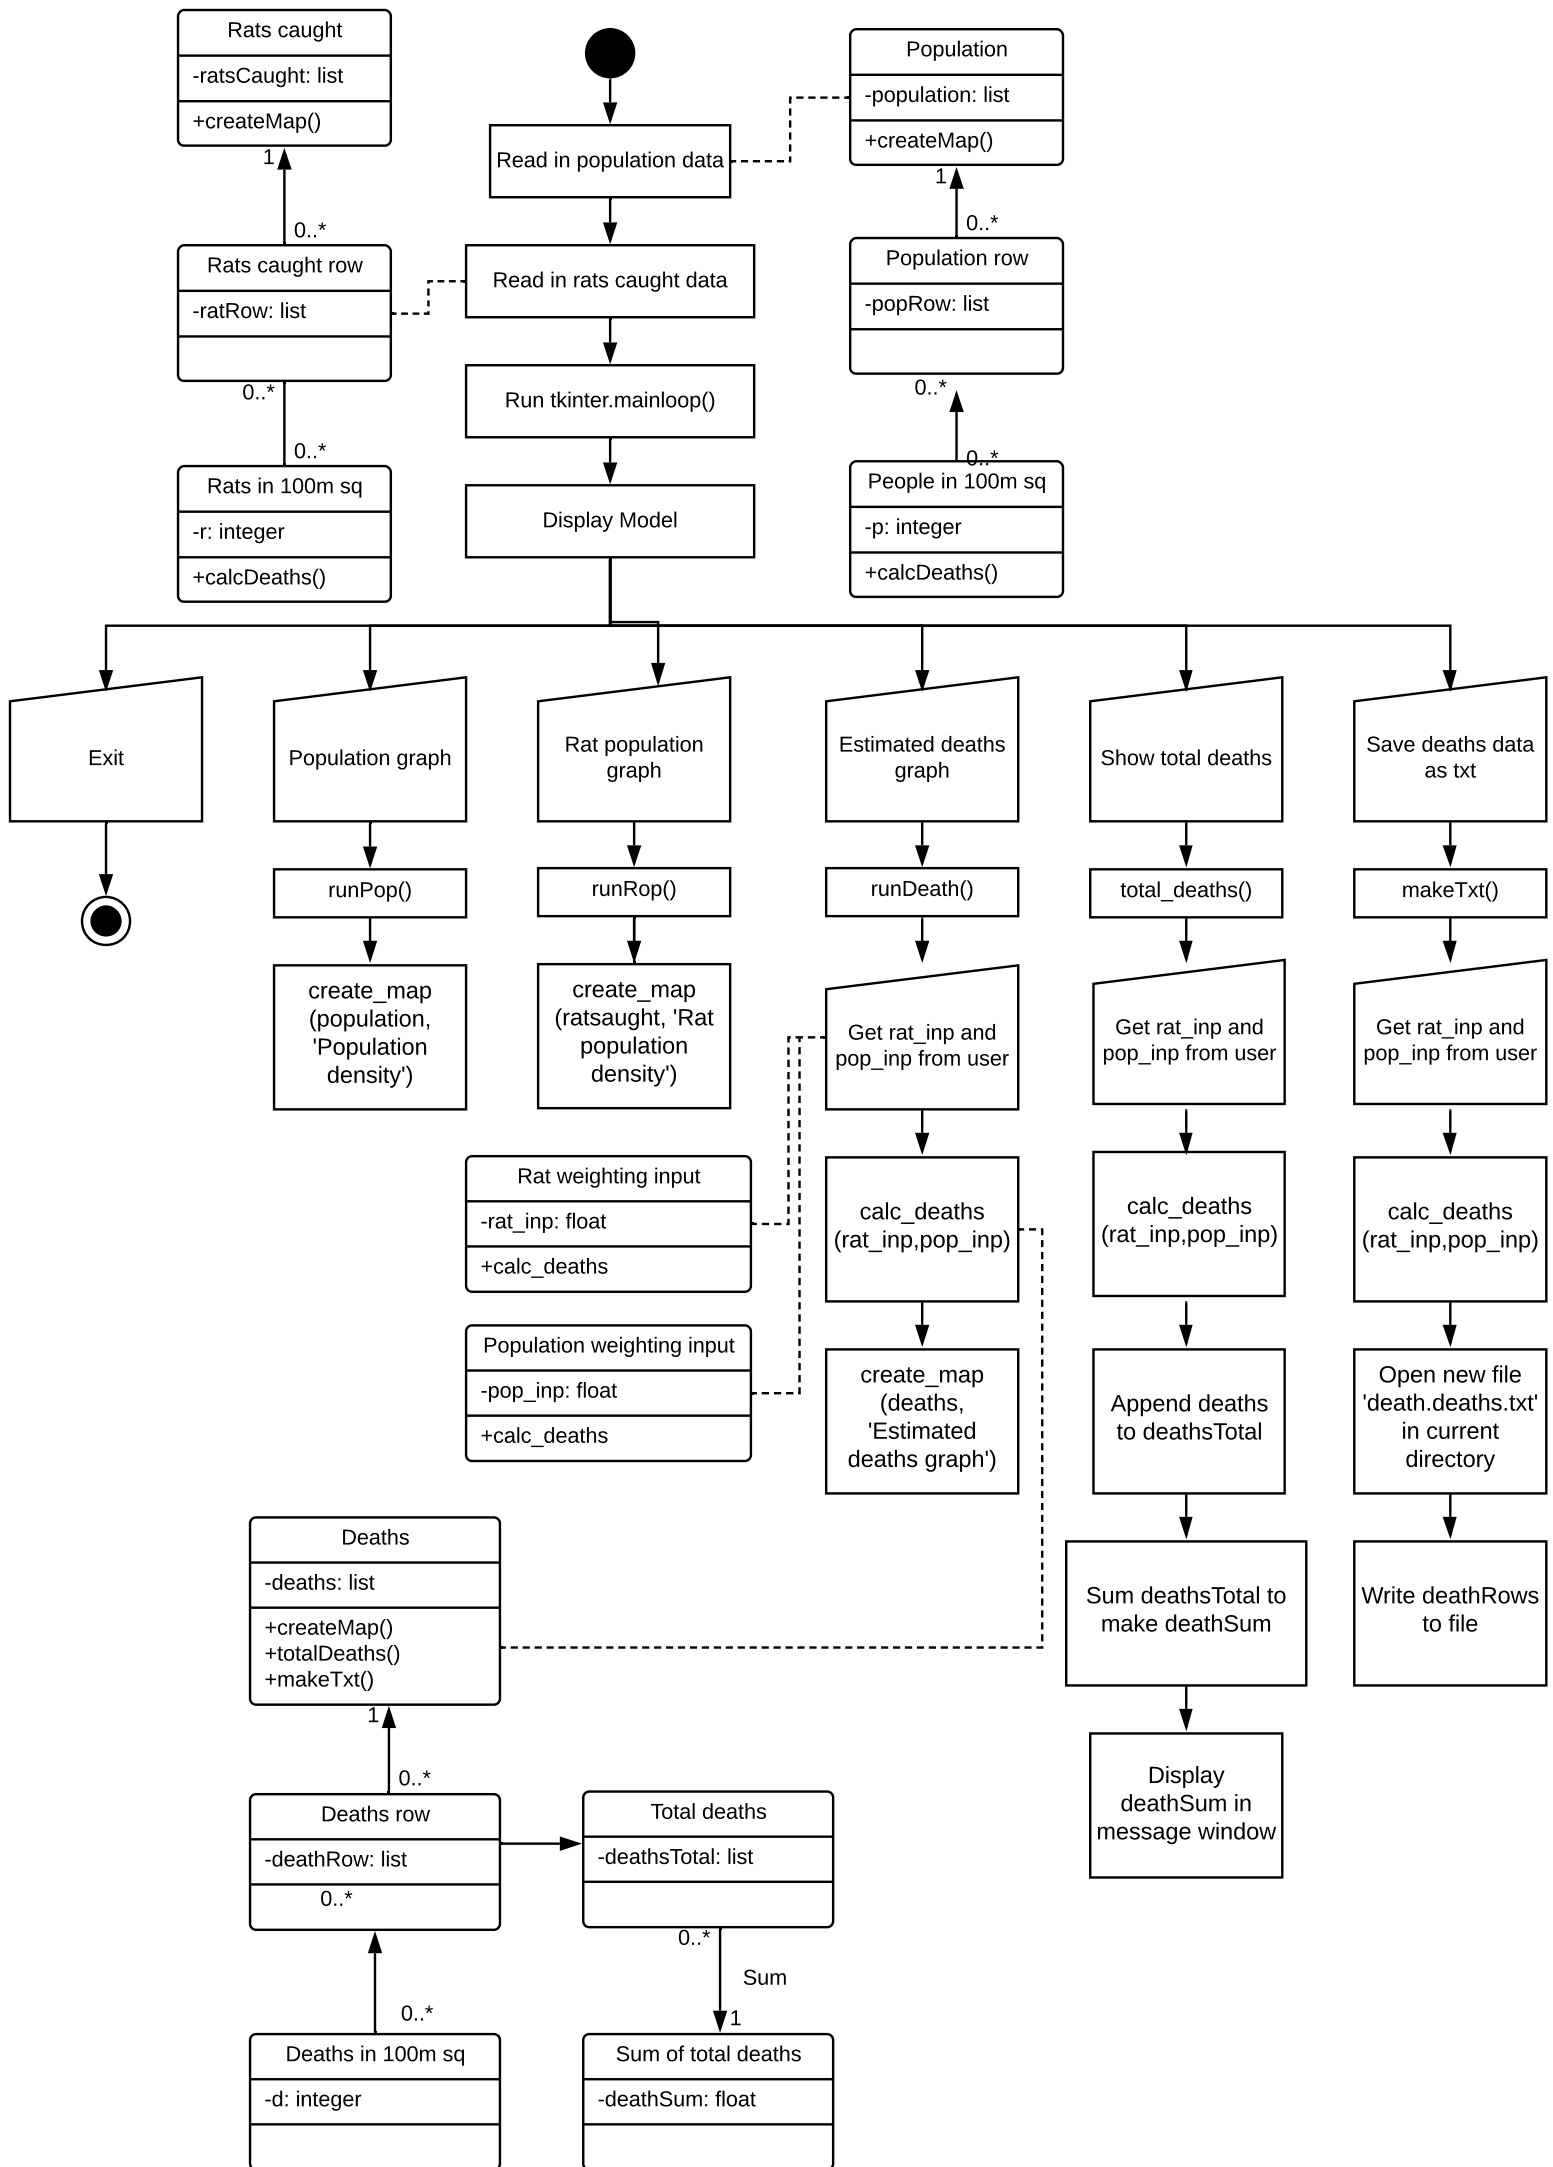 Rats caught
-ratsCaught: list
+createMap()
1
0..*
Rats caught row
-ratRow: list
0..*
0..*
Rats in 100m sq
-r: integer
+calcDeaths()
Read in population data
Read in rats caught data
Run tkinter.mainloop()
Display Model
Population
-population: list
+createMap()
1
0..*
Population row
-popRow: list
0..*
0..*
People in 100m sq
-p: integer
+calcDeaths()
Exit
Population graph
runPop()
create_map
(population,
'Population
density')
Rat population
graph
runRop()
create_map
(ratsaught, 'Rat
population
density')
Estimated deaths
graph
runDeath()
Get rat_inp and
pop_inp from user
calc_deaths
(rat_inp,pop_inp)
create_map
(deaths,
'Estimated
deaths graph')
Show total deaths
total_deaths()
Get rat_inp and
pop_inp from user
calc_deaths
(rat_inp,pop_inp)
Append deaths
to deathsTotal
Sum deathsTotal to
make deathSum
Display
deathSum in
message window
Save deaths data
as txt
makeTxt()
Get rat_inp and
pop_inp from user
calc_deaths
(rat_inp,pop_inp)
Open new file
'death.deaths.txt'
in current
directory
Write deathRows
to file
Rat weighting input
-rat_inp: float
+calc_deaths
Population weighting input
-pop_inp: float
+calc_deaths
Deaths
-deaths: list
+createMap()
+totalDeaths()
+makeTxt()
1
0..*
Deaths row
-deathRow: list
0..*
0..*
Deaths in 100m sq
-d: integer
Total deaths
-deathsTotal: list
0..*
Sum
1
Sum of total deaths
-deathSum: float